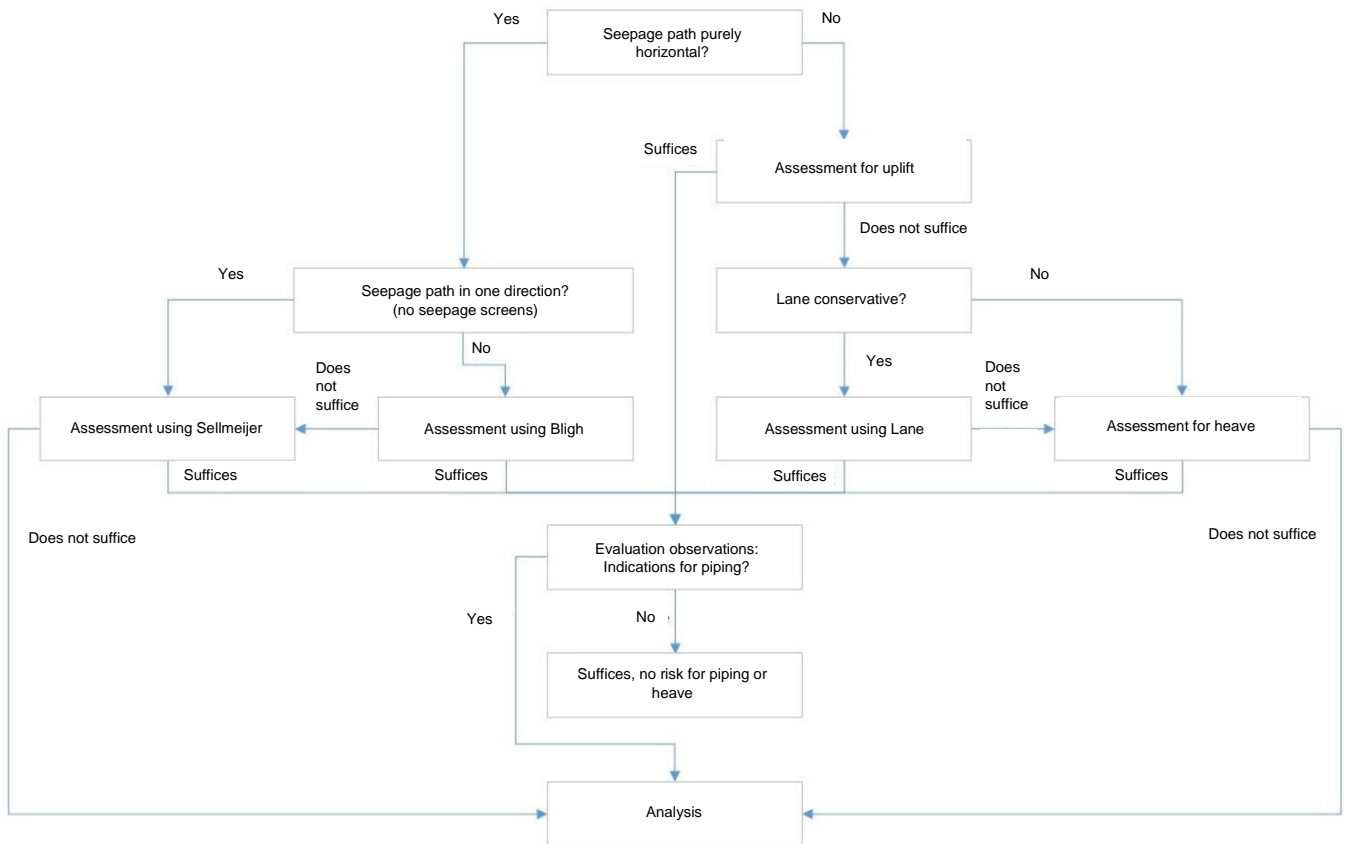 Yes
No
Seepage path purely
horizontal?
Suffices
Assessment for uplift
Does not suffice
Yes
No
Seepage path in one direction?
(no seepage screens)
Lane conservative?
No
Yes
Does
not
suffice
Does
not
suffice
Assessment using Sellmeijer
Assessment using Bligh
Assessment using Lane
Assessment for heave
Suffices
Suffices
Suffices
Suffices
Does not suffice
Does not suffice
Evaluation observations:
Indications for piping?
Yes
No
Suffices, no risk for piping or
heave
Analysis